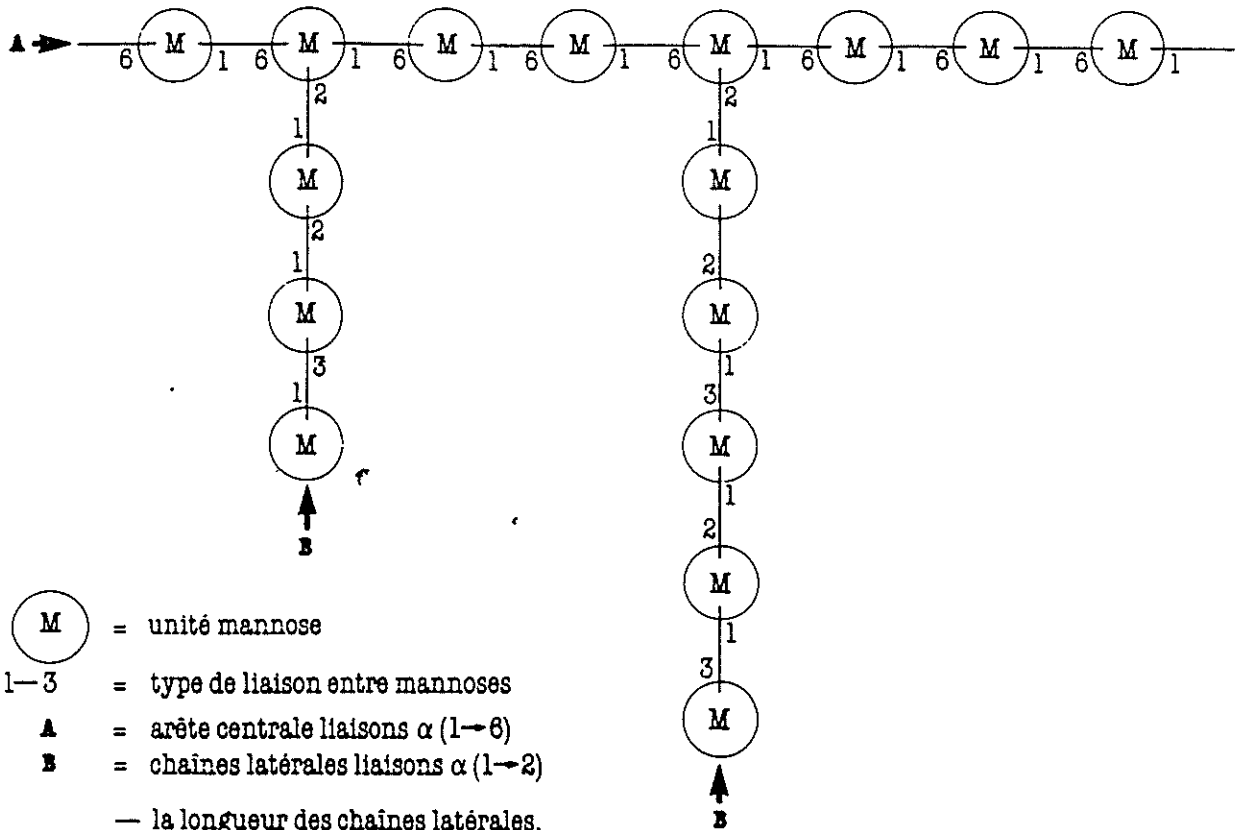 A M M M M M M M M
6 1 6 1 6 1 6 1 6 1 6 1 6 1 6 1
2 2
1 1
M M
2 2
1
M M
3 1
1 3
M M
B 1
2
M
1
3
M
B
M = unité mannose
1—3 = type de liaison entre mannoses
A = arête centrale liaisons α (1→6)
B = chaînes latérales liaisons α (1→2)
— la longueur des chaînes latérales.